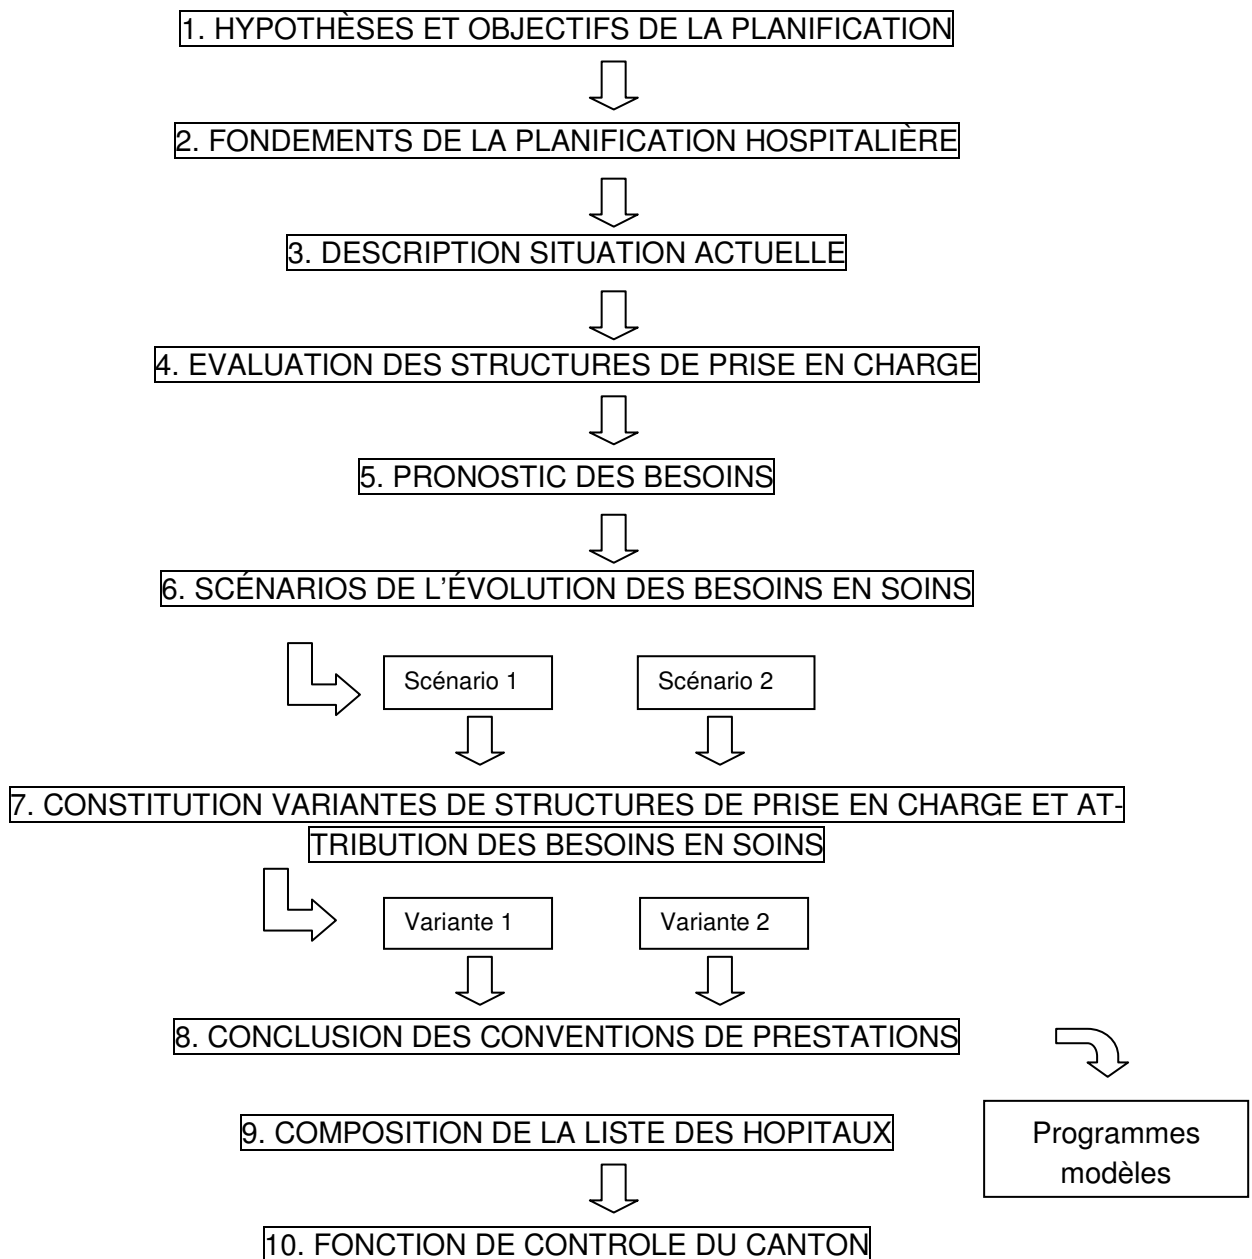 1. HYPOTHÈSES ET OBJECTIFS DE LA PLANIFICATION
2. FONDEMENTS DE LA PLANIFICATION HOSPITALIÈRE
3. DESCRIPTION SITUATION ACTUELLE
4. EVALUATION DES STRUCTURES DE PRISE EN CHARGE
5. PRONOSTIC DES BESOINS
6. SCÉNARIOS DE L'ÉVOLUTION DES BESOINS EN SOINS
Scénario 1
Scénario 2
7. CONSTITUTION VARIANTES DE STRUCTURES DE PRISE EN CHARGE ET AT-
TRIBUTION DES BESOINS EN SOINS
Variante 1
Variante 2
8. CONCLUSION DES CONVENTIONS DE PRESTATIONS
9. COMPOSITION DE LA LISTE DES HOPITAUX
Programmes
modèles
10. FONCTION DE CONTROLE DU CANTON